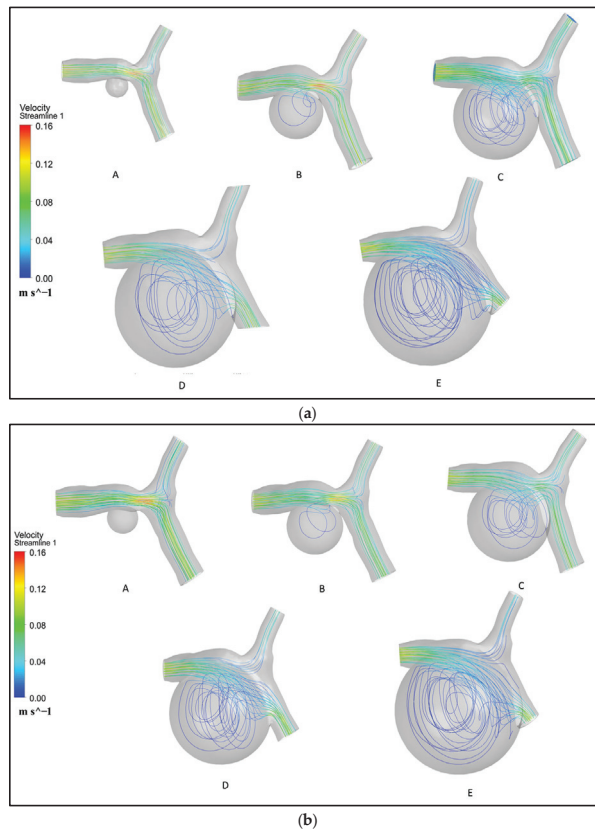 Velocity
Streamline 1
0.16
0.12
0.08
0.04
0.00
m s^−1
A
B
C
D
E
(a)
Velocity
Streamline 1
0.16
0.12
0.08
0.04
0.00
m s^−1
A
B
C
D
E
(b)